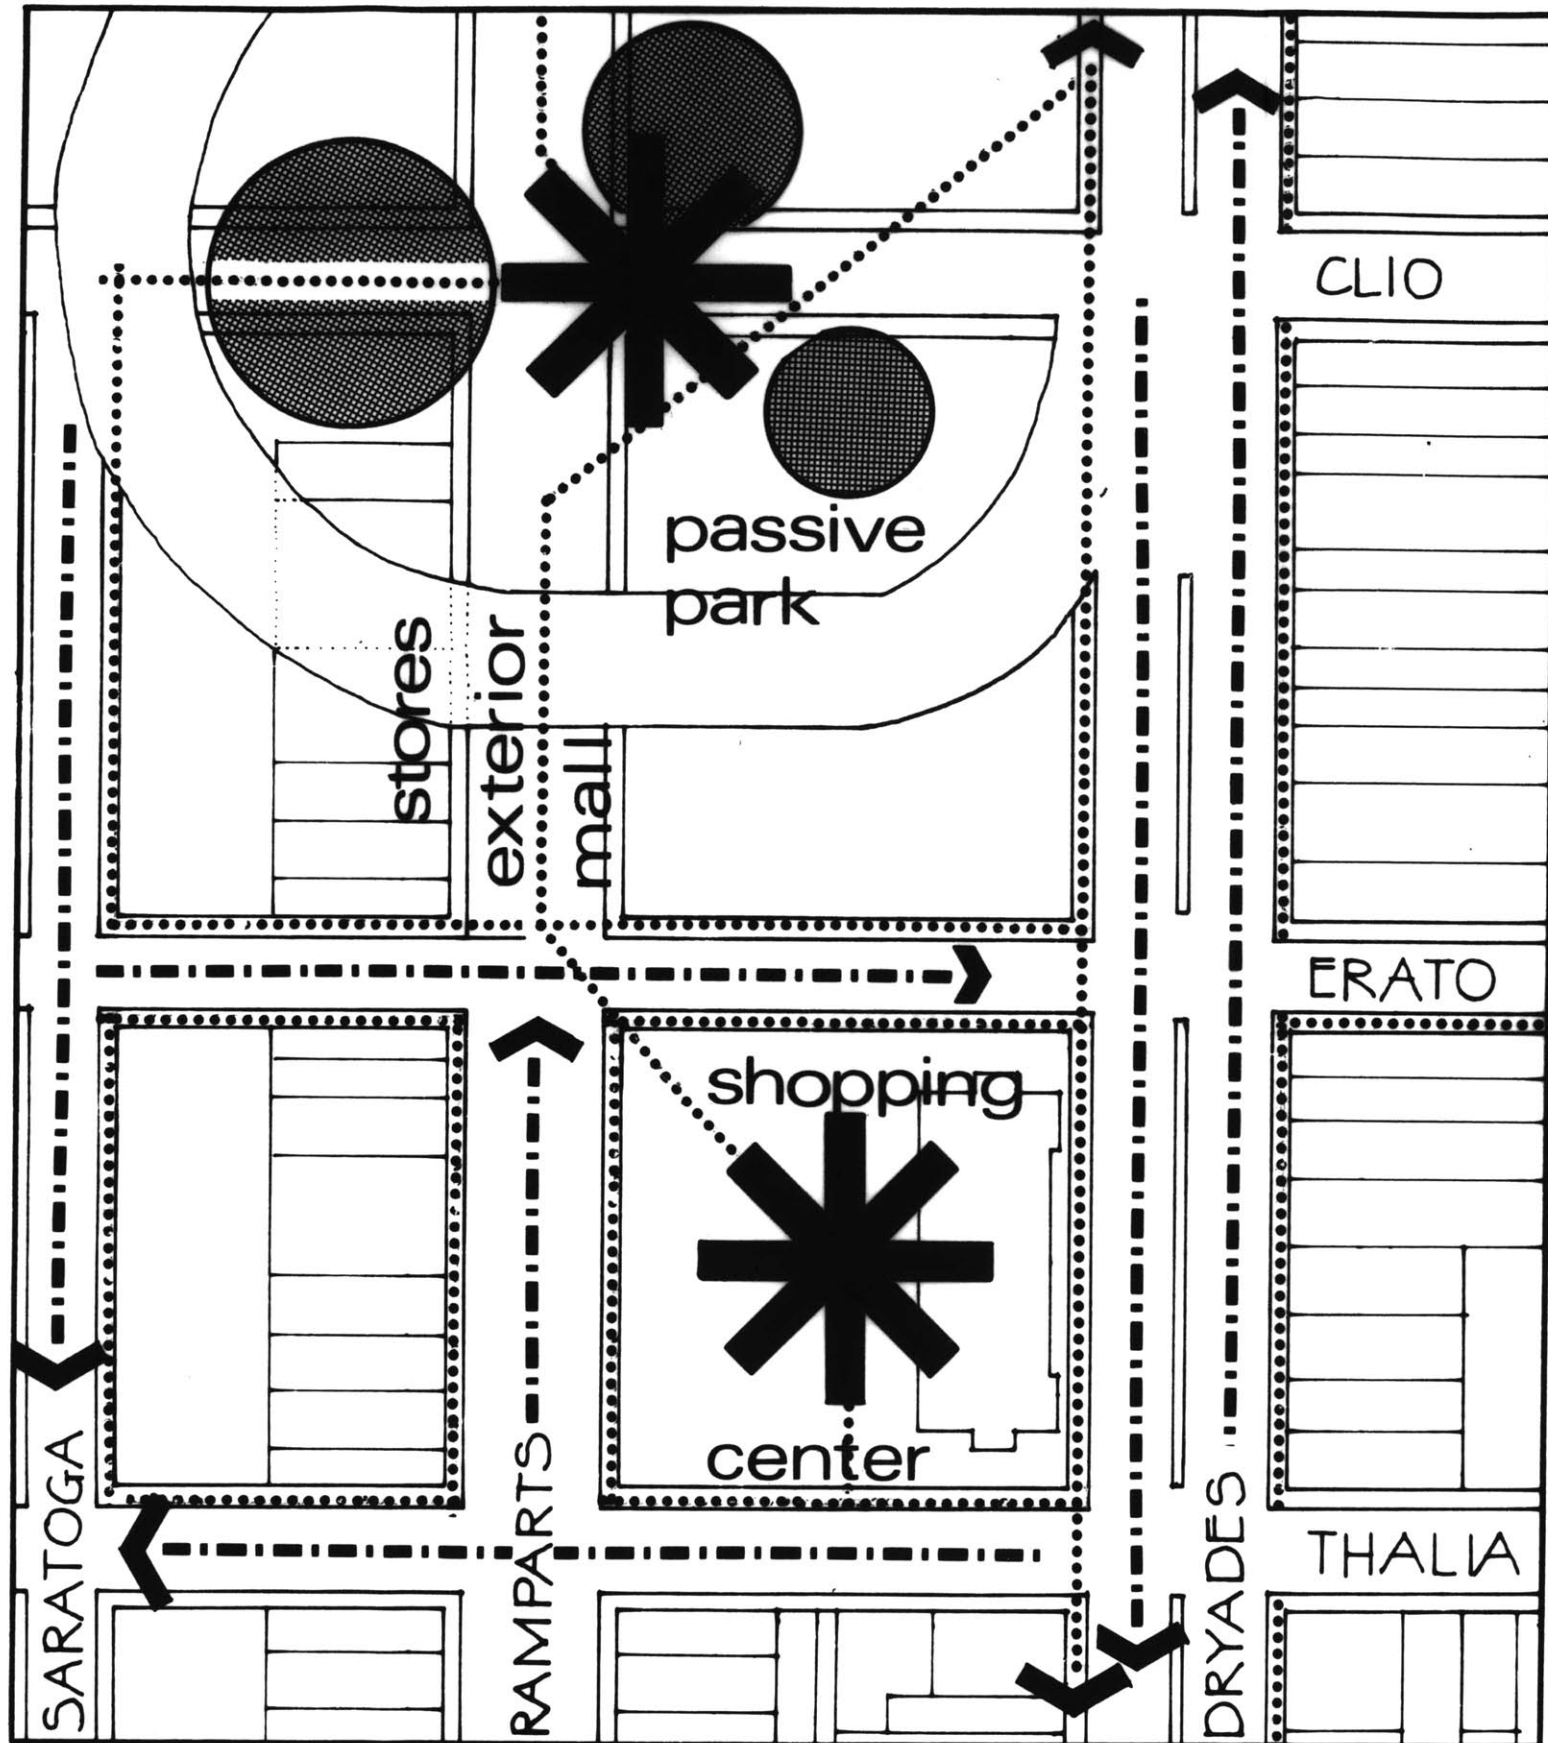 CLIO
passive
park
stores
exterior
mall
ERATO
shopping
center
SARATOGA
RAMPARTS
DRYADES
THALIA